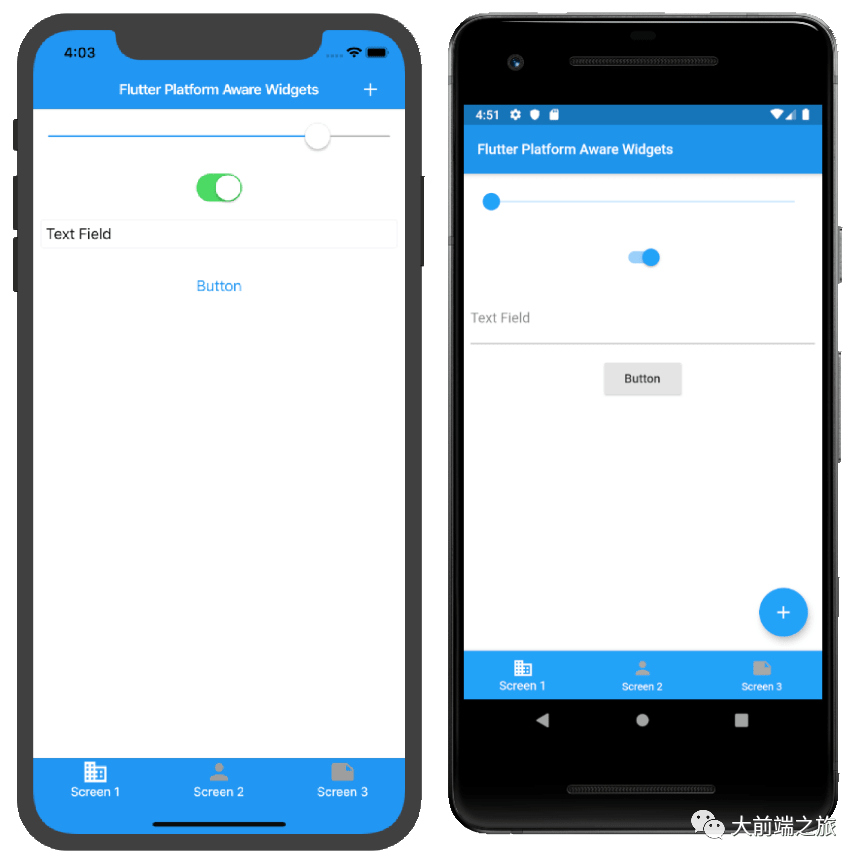 4:03
Flutter Platform Aware Widgets
Text Field
Button
Screen 1 Screen 2 Screen 3
4:51
Flutter Platform Aware Widgets
Text Field
Button
Screen 1 Screen 2 Screen 3
大前端之旅